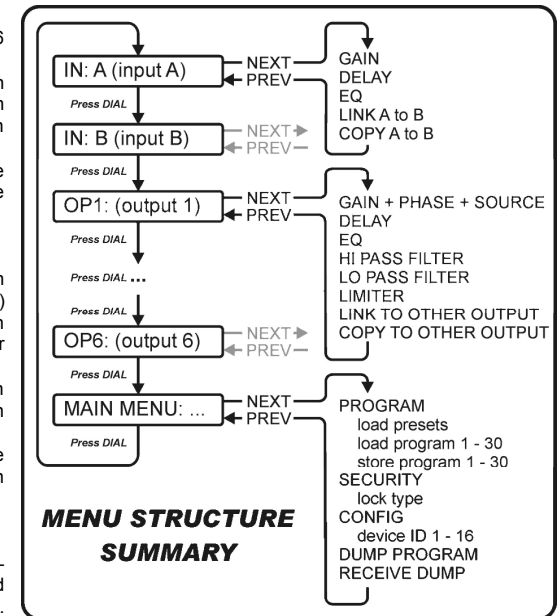 IN: A (input A)
NEXT
PREV
GAIN
DELAY
EQ
LINK A to B
COPY A to B
Press DIAL
IN: B (input B)
NEXT
PREV
Press DIAL
OP1: (output 1)
NEXT
PREV
GAIN + PHASE + SOURCE
DELAY
EQ
HI PASS FILTER
LO PASS FILTER
LIMITER
LINK TO OTHER OUTPUT
COPY TO OTHER OUTPUT
Press DIAL
Press DIAL ...
Press DIAL
OP6: (output 6)
NEXT
PREV
Press DIAL
MAIN MENU: ...
NEXT
PREV
PROGRAM
load presets
load program 1 - 30
store program 1 - 30
SECURITY
lock type
CONFIG
device ID 1 - 16
DUMP PROGRAM
RECEIVE DUMP
Press DIAL
MENU STRUCTURE
SUMMARY